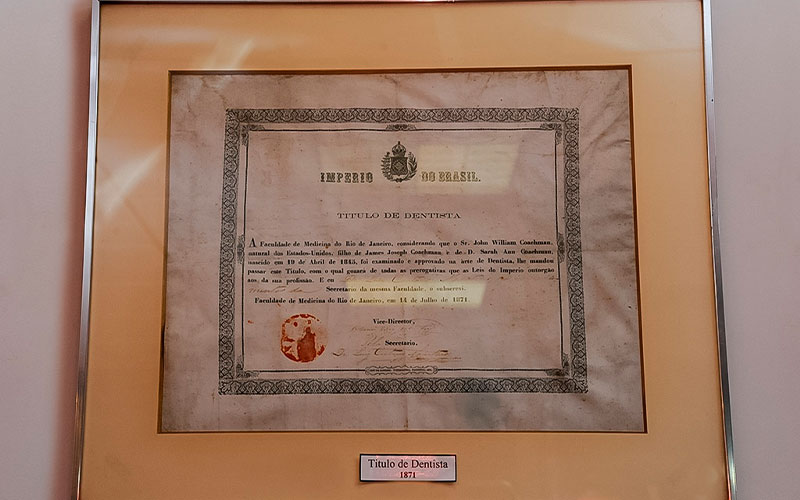 IMPERIO DO BRASIL.
TITULO DE DENTISTA
A Faculdade de Medicina do Rio de Janeiro, considerando que o Sr. John William Coachman,
natural dos Estados-Unidos, filho de James Joseph Coachman e de D. Sarah Ann Coachman,
nascido em 19 de Abril de 1845, foi examinado e approvado na arte de Dentista, lhe mandou
passar este Titulo, com o qual gozará de todas as prerogativas que as Leis do Imperio outorgão
aos da sua profissão. E eu
Secretario da mesma Faculdade, o subscrevi.
Faculdade de Medicina do Rio de Janeiro, em 14 de Julho de 1871.
Vice-Director,
Secretario.
Titulo de Dentista
1871